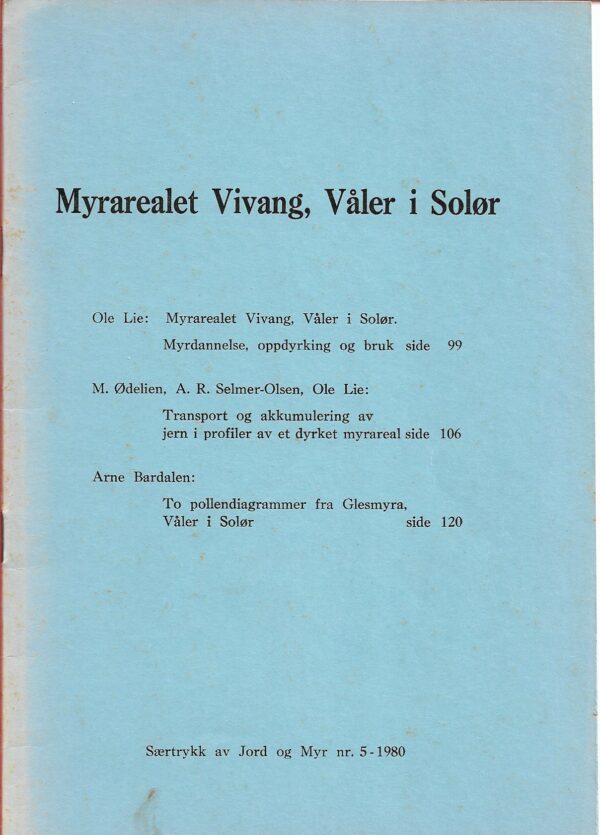 Myrarealet Vivang, Våler i Solør
Ole Lie: Myrarealet Vivang, Våler i Solør.
Myrdannelse, oppdyrking og bruk side 99
M. Ødelien, A. R. Selmer-Olsen, Ole Lie:
Transport og akkumulering av
jern i profiler av et dyrket myrareal side 106
Arne Bardalen:
To pollendiagrammer fra Glesmyra,
Våler i Solør side 120
Særtrykk av Jord og Myr nr. 5-1980